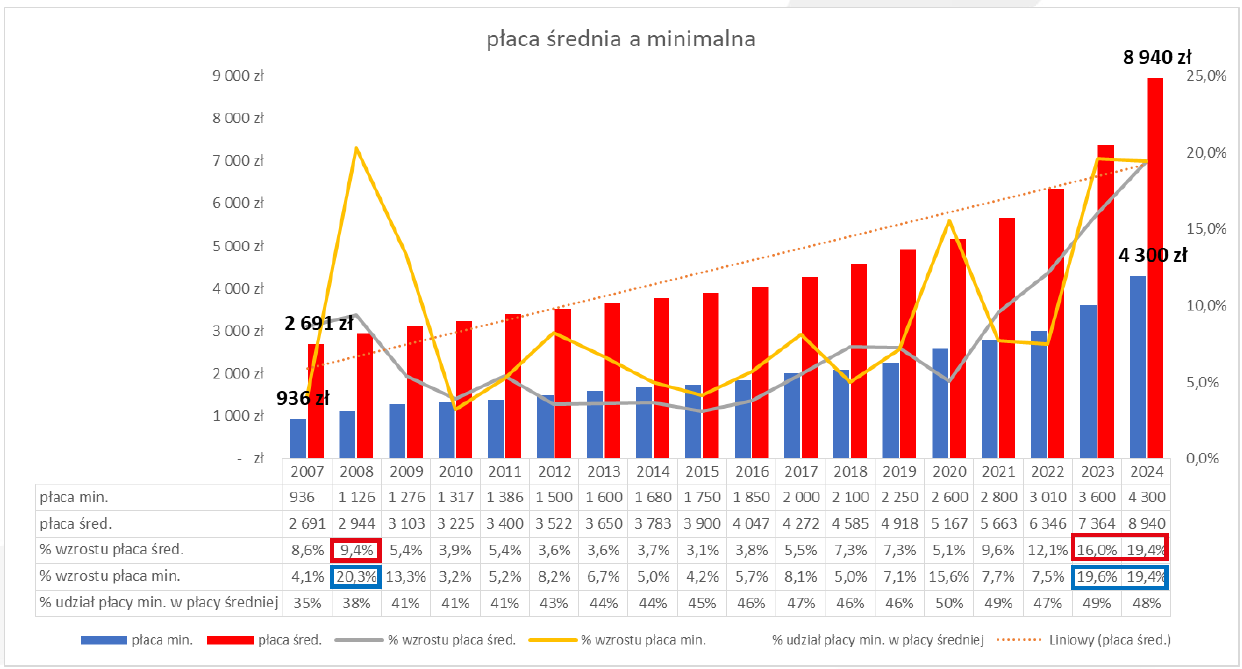 płaca średnia a minimalna
8 940 zł
9 000 zł
25,0%
8 000 zł
7 000 zł
20,0%
6 000 zł
15,0%
5 000 zł
4 300 zł
4 000 zł
10,0%
2 691 zł
3 000 zł
2 000 zł
5,0%
936 zł
1 000 zł
- zł
0,0%
2007 2008 2009 2010 2011 2012 2013 2014 2015 2016 2017 2018 2019 2020 2021 2022 2023 2024
płaca min. 936 1 126 1 276 1 317 1 386 1 500 1 600 1 680 1 750 1 850 2 000 2 100 2 250 2 600 2 800 3 010 3 600 4 300
płaca śred. 2 691 2 944 3 103 3 225 3 400 3 522 3 650 3 783 3 900 4 047 4 272 4 585 4 918 5 167 5 663 6 346 7 364 8 940
% wzrostu płaca śred. 8,6% 9,4% 5,4% 3,9% 5,4% 3,6% 3,6% 3,7% 3,1% 3,8% 5,5% 7,3% 7,3% 5,1% 9,6% 12,1% 16,0% 19,4%
% wzrostu płaca min. 4,1% 20,3% 13,3% 3,2% 5,2% 8,2% 6,7% 5,0% 4,2% 5,7% 8,1% 5,0% 7,1% 15,6% 7,7% 7,5% 19,6% 19,4%
% udział płacy min. w płacy średniej 35% 38% 41% 41% 41% 43% 44% 44% 45% 46% 47% 46% 46% 50% 49% 47% 49% 48%
płaca min. płaca śred. % wzrostu płaca śred. % wzrostu płaca min. % udział płacy min. w płacy średniej Liniowy (płaca śred.)